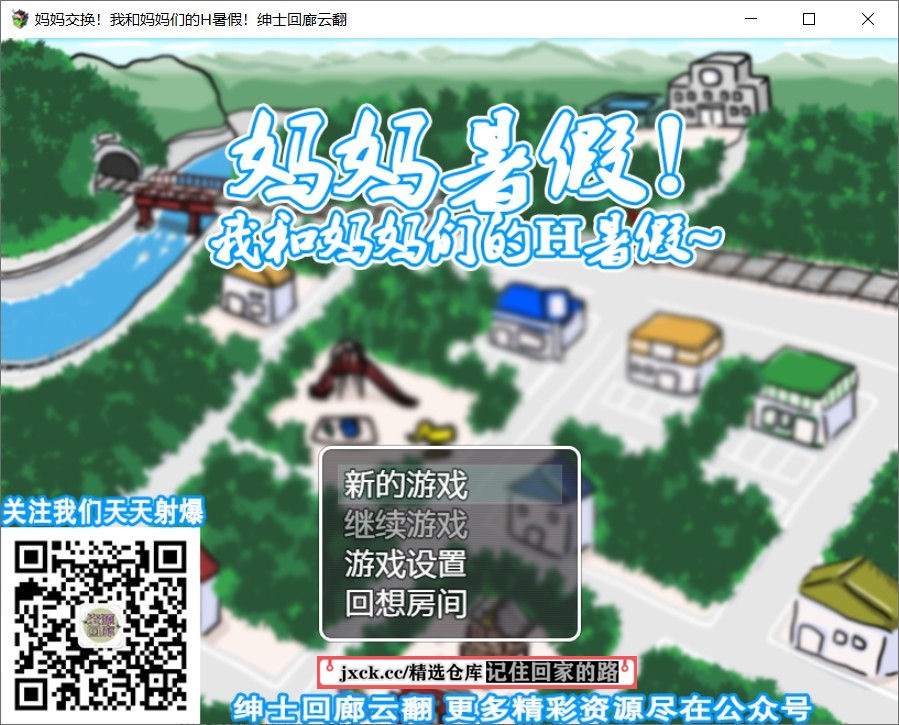 妈妈交换！我和妈妈们的H暑假！绅士回廊云翻
妈妈暑假！
我和妈妈们的H暑假~
新的游戏
继续游戏
游戏设置
回想房间
关注我们天天射爆
资源
回廊
jxck.cc/精选仓库 记住回家的路
绅士回廊云翻 更多精彩资源尽在公众号